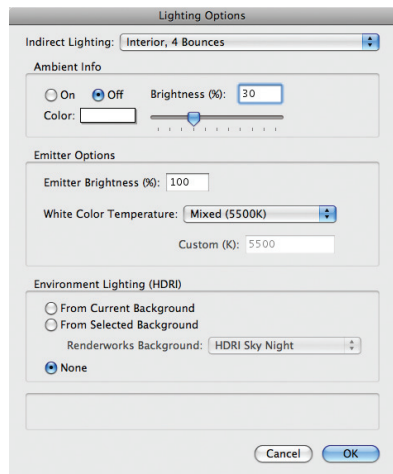 Lighting Options
Indirect Lighting: Interior, 4 Bounces
Ambient Info
On Off Brightness (%): 30
Color:
Emitter Options
Emitter Brightness (%): 100
White Color Temperature: Mixed (5500K)
Custom (K): 5500
Environment Lighting (HDRI)
From Current Background
From Selected Background
Renderworks Background: HDRI Sky Night
None
Cancel OK